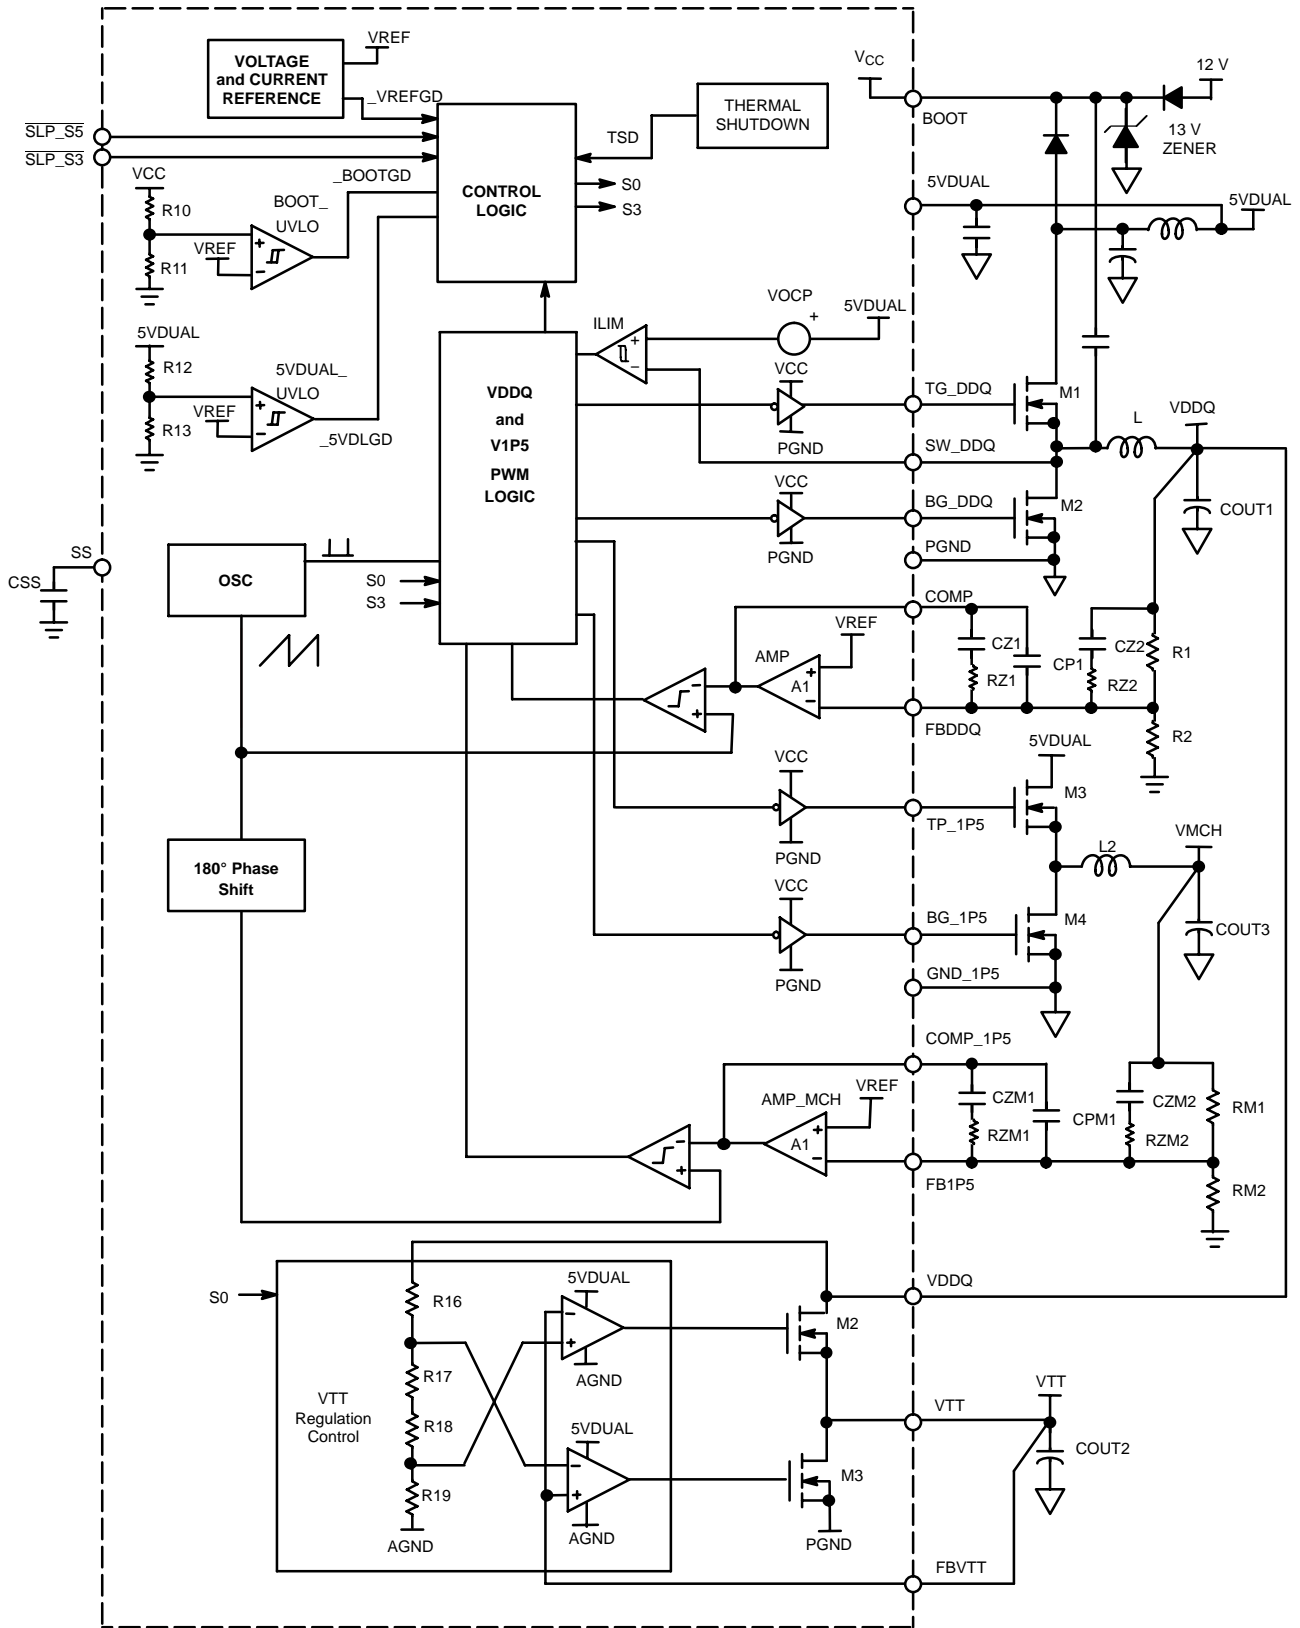 VREF
VOLTAGE
and CURRENT
REFERENCE
_VREFGD
THERMAL
SHUTDOWN
TSD
VCC
BOOT
12 V
13 V
ZENER
SLP_S5
SLP_S3
VCC
R10
R11
VREF
BOOT_
UVLO
_BOOTGD
CONTROL
LOGIC
S0
S3
5VDUAL
5VDUAL
5VDUAL
R12
R13
VREF
5VDUAL_
UVLO
_5VDLGD
ILIM
VOCP
+
5VDUAL
+
−
VDDQ
and
V1P5
PWM
LOGIC
VCC
PGND
TG_DDQ
M1
SW_DDQ
L
VDDQ
COUT1
VCC
PGND
BG_DDQ
M2
PGND
SS
CSS
OSC
S0
S3
COMP
VREF
AMP
A1
+
−
−
+
CZ1
RZ1
CP1
CZ2
RZ2
R1
FBDDQ
R2
5VDUAL
VCC
PGND
TP_1P5
M3
180° Phase
Shift
L2
VMCH
COUT3
VCC
PGND
BG_1P5
M4
GND_1P5
COMP_1P5
VREF
AMP_MCH
A1
+
−
−
+
CZM1
RZM1
CPM1
CZM2
RZM2
RM1
FB1P5
RM2
VDDQ
S0
R16
R17
R18
R19
AGND
VTT
Regulation
Control
5VDUAL
−
+
AGND
M2
5VDUAL
−
+
AGND
M3
PGND
VTT
VTT
COUT2
FBVTT